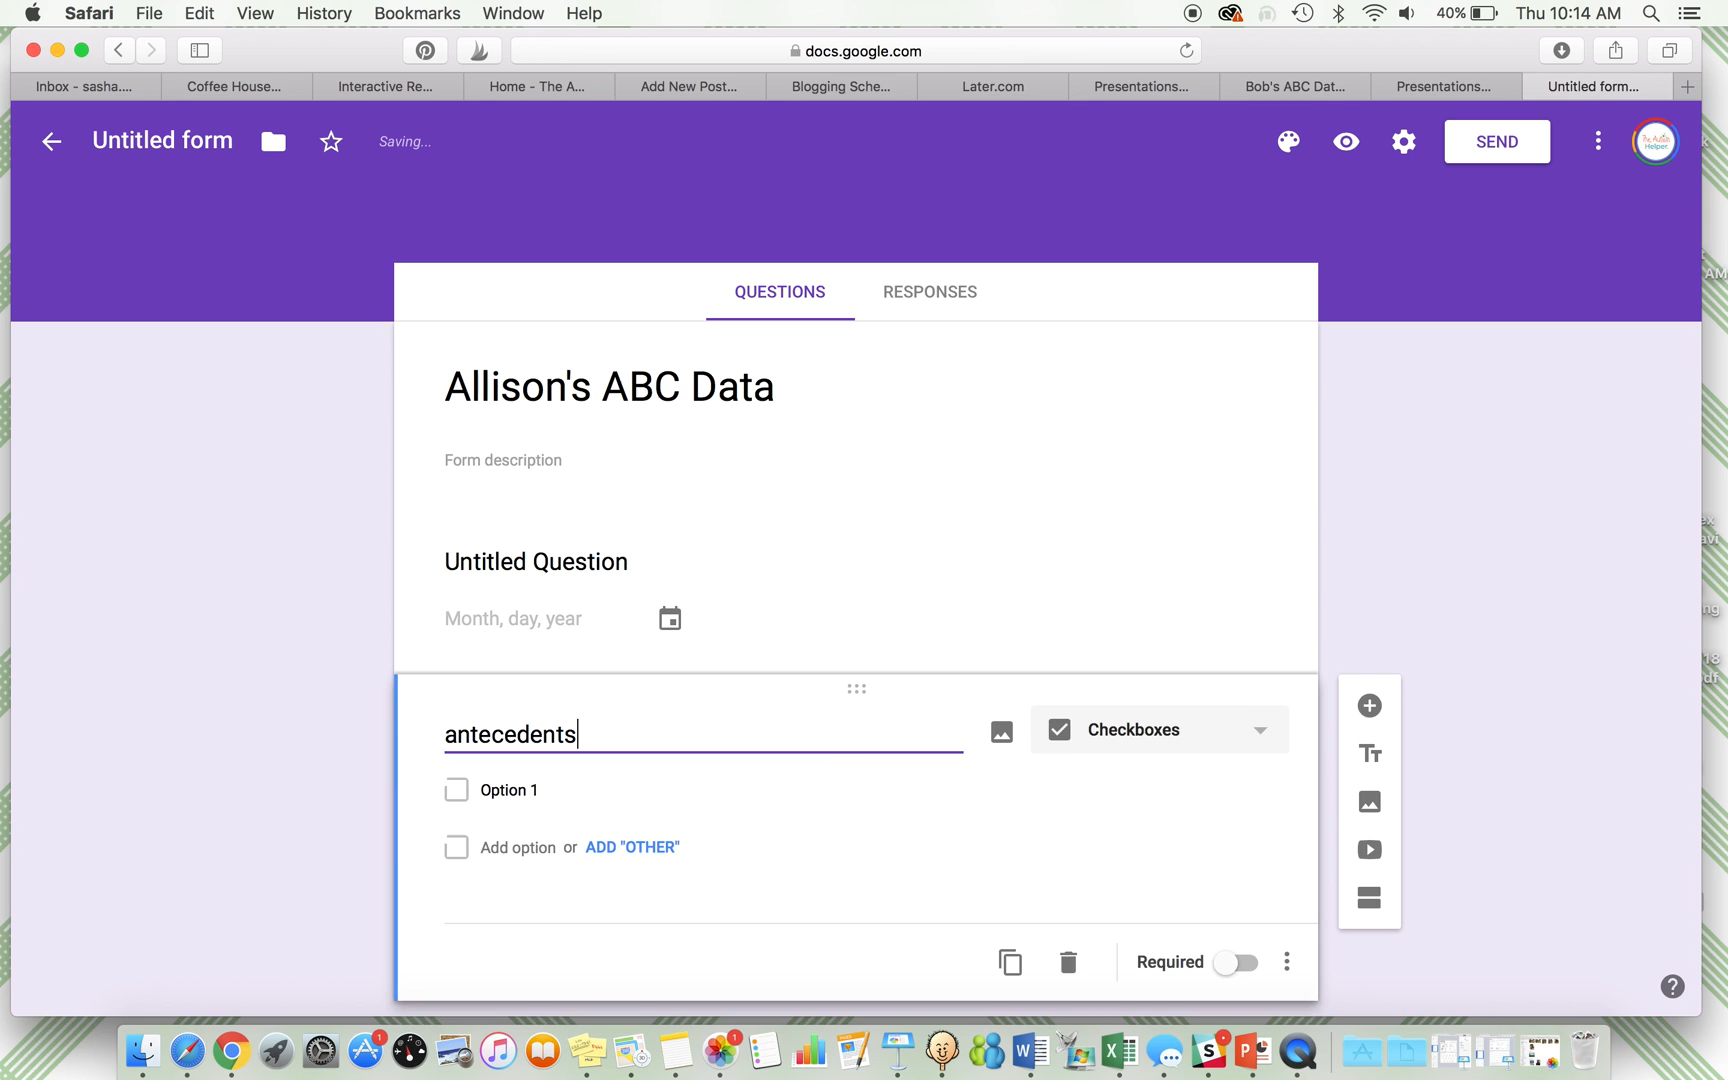 Safari File Edit View History Bookmarks Window Help 40% Thu 10:14 AM
docs.google.com
Inbox - sasha.... Coffee House... Interactive Re... Home - The A... Add New Post... Blogging Sche... Later.com Presentations... Bob's ABC Dat... Presentations... Untitled form...
Untitled form Saving... SEND
The Autism
Helper
QUESTIONS RESPONSES
Allison's ABC Data
Form description
Untitled Question
Month, day, year
antecedents Checkboxes
Option 1
Add option or ADD "OTHER"
Required